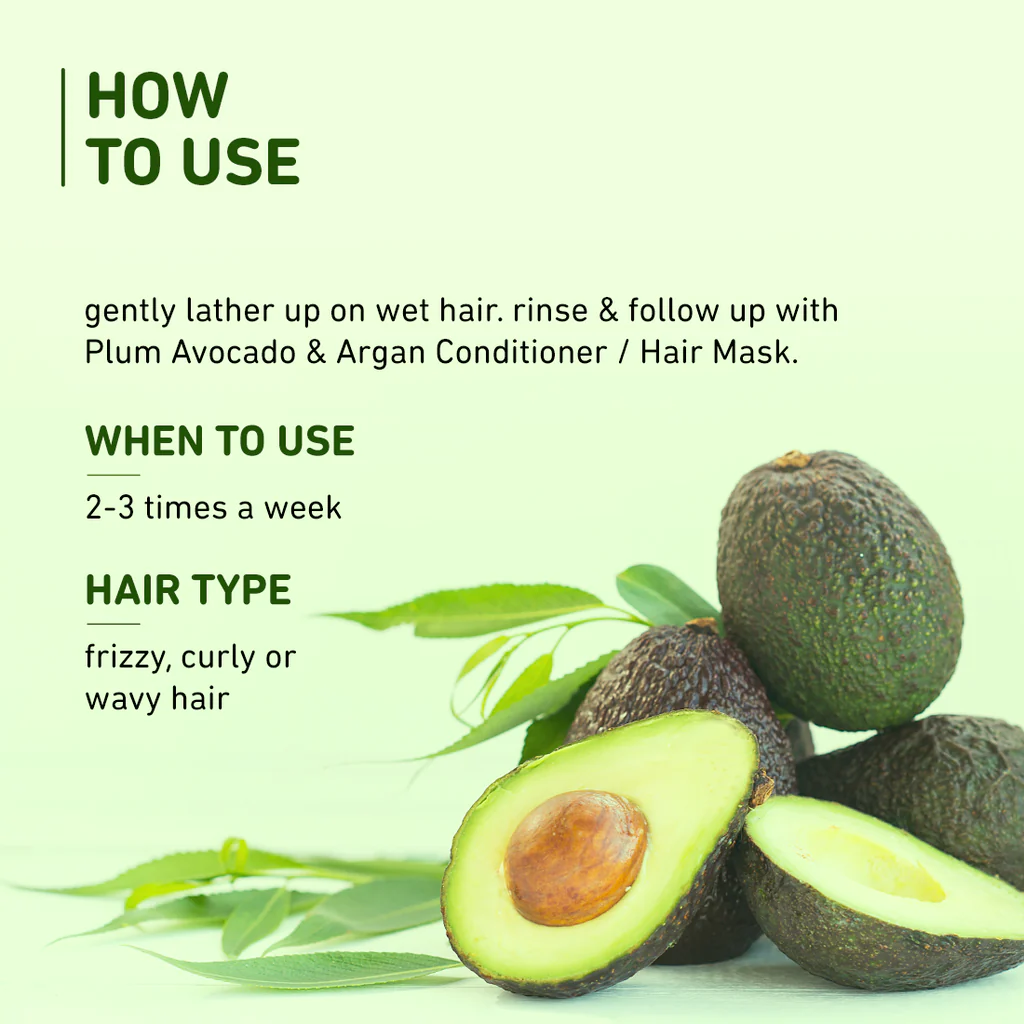 HOW
TO USE
gently lather up on wet hair. rinse & follow up with
Plum Avocado & Argan Conditioner / Hair Mask.
WHEN TO USE
2-3 times a week
HAIR TYPE
frizzy, curly or
wavy hair